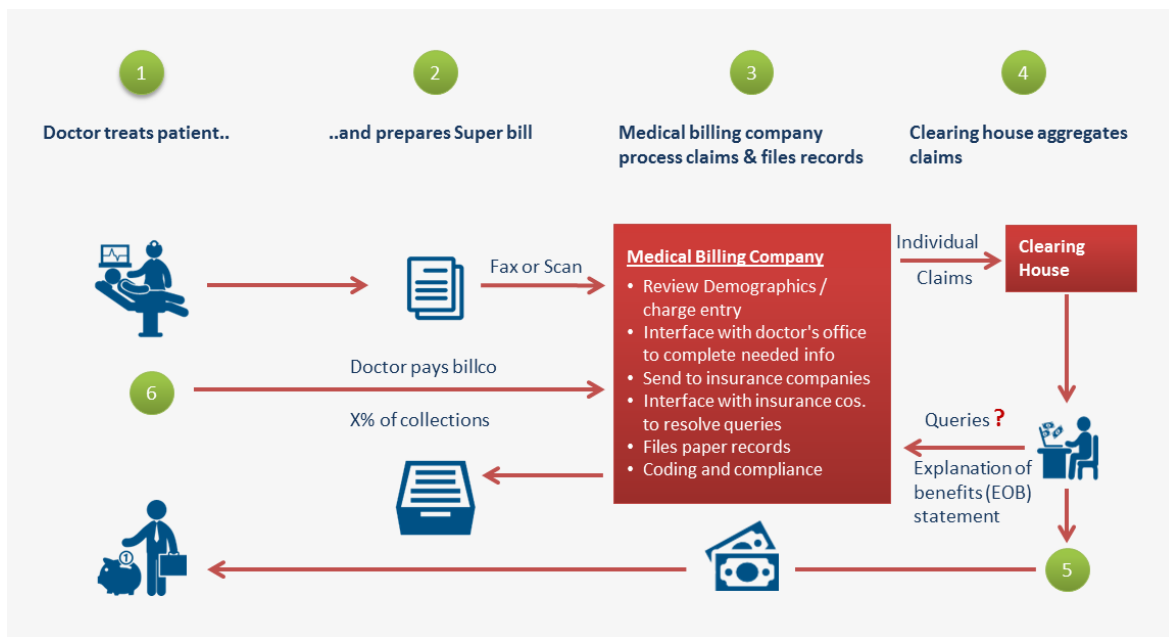 1
2
3
4
Doctor treats patient..
..and prepares Super bill
Medical billing company
process claims & files records
Clearing house aggregates
claims
Fax or Scan
Medical Billing Company
• Review Demographics /
charge entry
• Interface with doctor's office
to complete needed info
• Send to insurance companies
• Interface with insurance cos.
to resolve queries
• Files paper records
• Coding and compliance
Individual
Claims
Clearing
House
6
Doctor pays billco
X% of collections
Queries ?
Explanation of
benefits (EOB)
statement
1
5